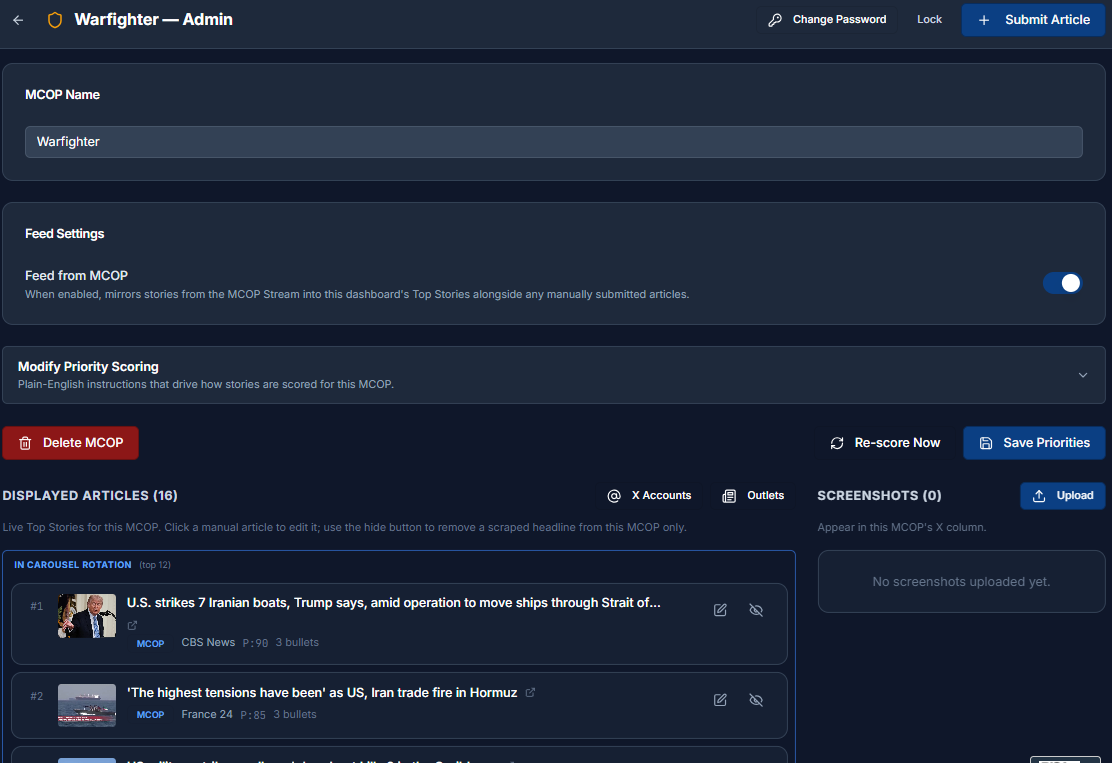 Warfighter — Admin
Change Password
Lock
Submit Article
MCOP Name
Warfighter
Feed Settings
Feed from MCOP
When enabled, mirrors stories from the MCOP Stream into this dashboard's Top Stories alongside any manually submitted articles.
Modify Priority Scoring
Plain-English instructions that drive how stories are scored for this MCOP.
Delete MCOP
Re-score Now
Save Priorities
DISPLAYED ARTICLES (16)
X Accounts
Outlets
Live Top Stories for this MCOP. Click a manual article to edit it; use the hide button to remove a scraped headline from this MCOP only.
IN CAROUSEL ROTATION (top 12)
#1
U.S. strikes 7 Iranian boats, Trump says, amid operation to move ships through Strait of...
MCOP CBS News P:90 3 bullets
#2
'The highest tensions have been' as US, Iran trade fire in Hormuz
MCOP France 24 P:85 3 bullets
SCREENSHOTS (0)
Upload
Appear in this MCOP's X column.
No screenshots uploaded yet.